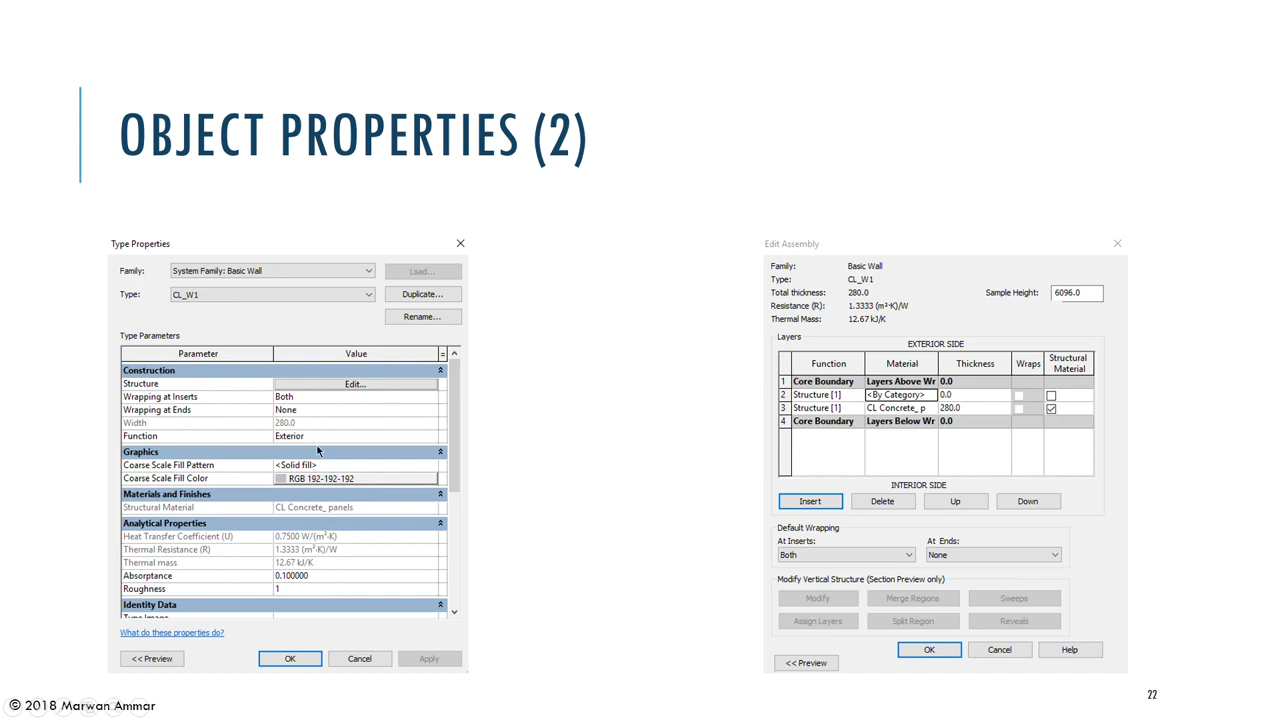 OBJECT PROPERTIES (2)
Type Properties
Family: System Family: Basic Wall Load...
Type: CL_W1 Duplicate...
Rename...
Type Parameters
Parameter Value =
Construction
Structure Edit...
Wrapping at Inserts Both
Wrapping at Ends None
Width 280.0
Function Exterior
Graphics
Coarse Scale Fill Pattern <Solid fill>
Coarse Scale Fill Color RGB 192-192-192
Materials and Finishes
Structural Material CL Concrete_ panels
Analytical Properties
Heat Transfer Coefficient (U) 0.7500 W/(m²·K)
Thermal Resistance (R) 1.3333 (m²·K)/W
Thermal mass 12.67 kJ/K
Absorptance 0.100000
Roughness 1
Identity Data
Type Image
What do these properties do?
<< Preview OK Cancel Apply
Edit Assembly
Family: Basic Wall
Type: CL_W1
Total thickness: 280.0 Sample Height: 6096.0
Resistance (R): 1.3333 (m²·K)/W
Thermal Mass: 12.67 kJ/K
Layers
EXTERIOR SIDE
Function Material Thickness Wraps Structural Material
1 Core Boundary Layers Above Wr 0.0
2 Structure [1] <By Category> 0.0
3 Structure [1] CL Concrete_ p 280.0
4 Core Boundary Layers Below Wr 0.0
INTERIOR SIDE
Insert Delete Up Down
Default Wrapping
At Inserts: At Ends:
Both None
Modify Vertical Structure (Section Preview only)
Modify Merge Regions Sweeps
Assign Layers Split Region Reveals
OK Cancel Help
<< Preview
22
© 2018 Marwan Ammar